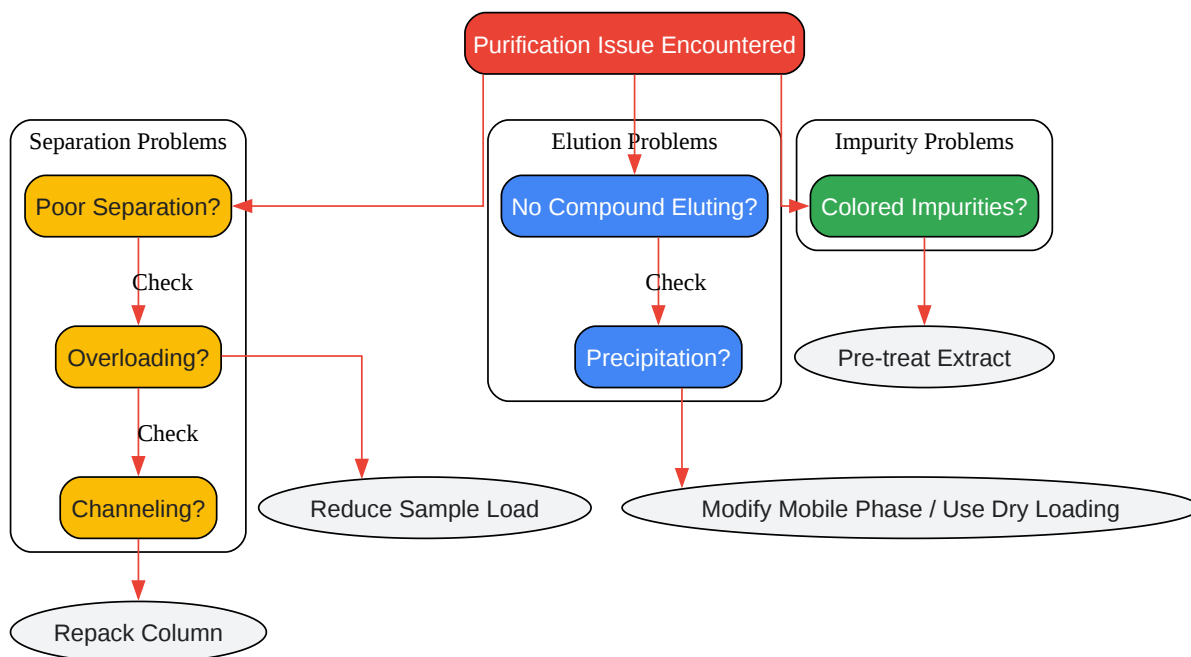 Purification Issue Encountered
Separation Problems
Elution Problems
Impurity Problems
Poor Separation?
No Compound Eluting?
Colored Impurities?
Check
Check
Overloading?
Precipitation?
Pre-treat Extract
Check
Channeling?
Reduce Sample Load
Modify Mobile Phase / Use Dry Loading
Repack Column